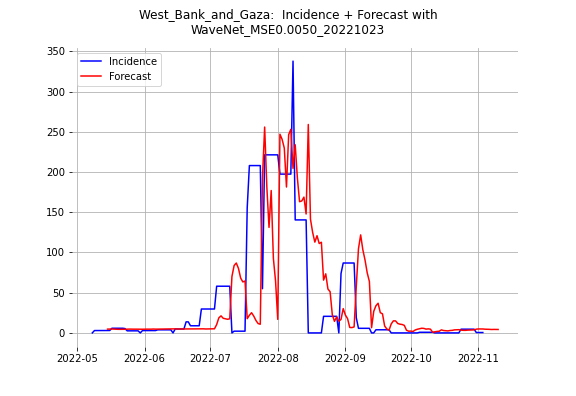 West_Bank_and_Gaza:  Incidence + Forecast with
WaveNet_MSE0.0050_20221023
Incidence
Forecast
350
300
250
200
150
100
50
0
2022-05 2022-06 2022-07 2022-08 2022-09 2022-10 2022-11